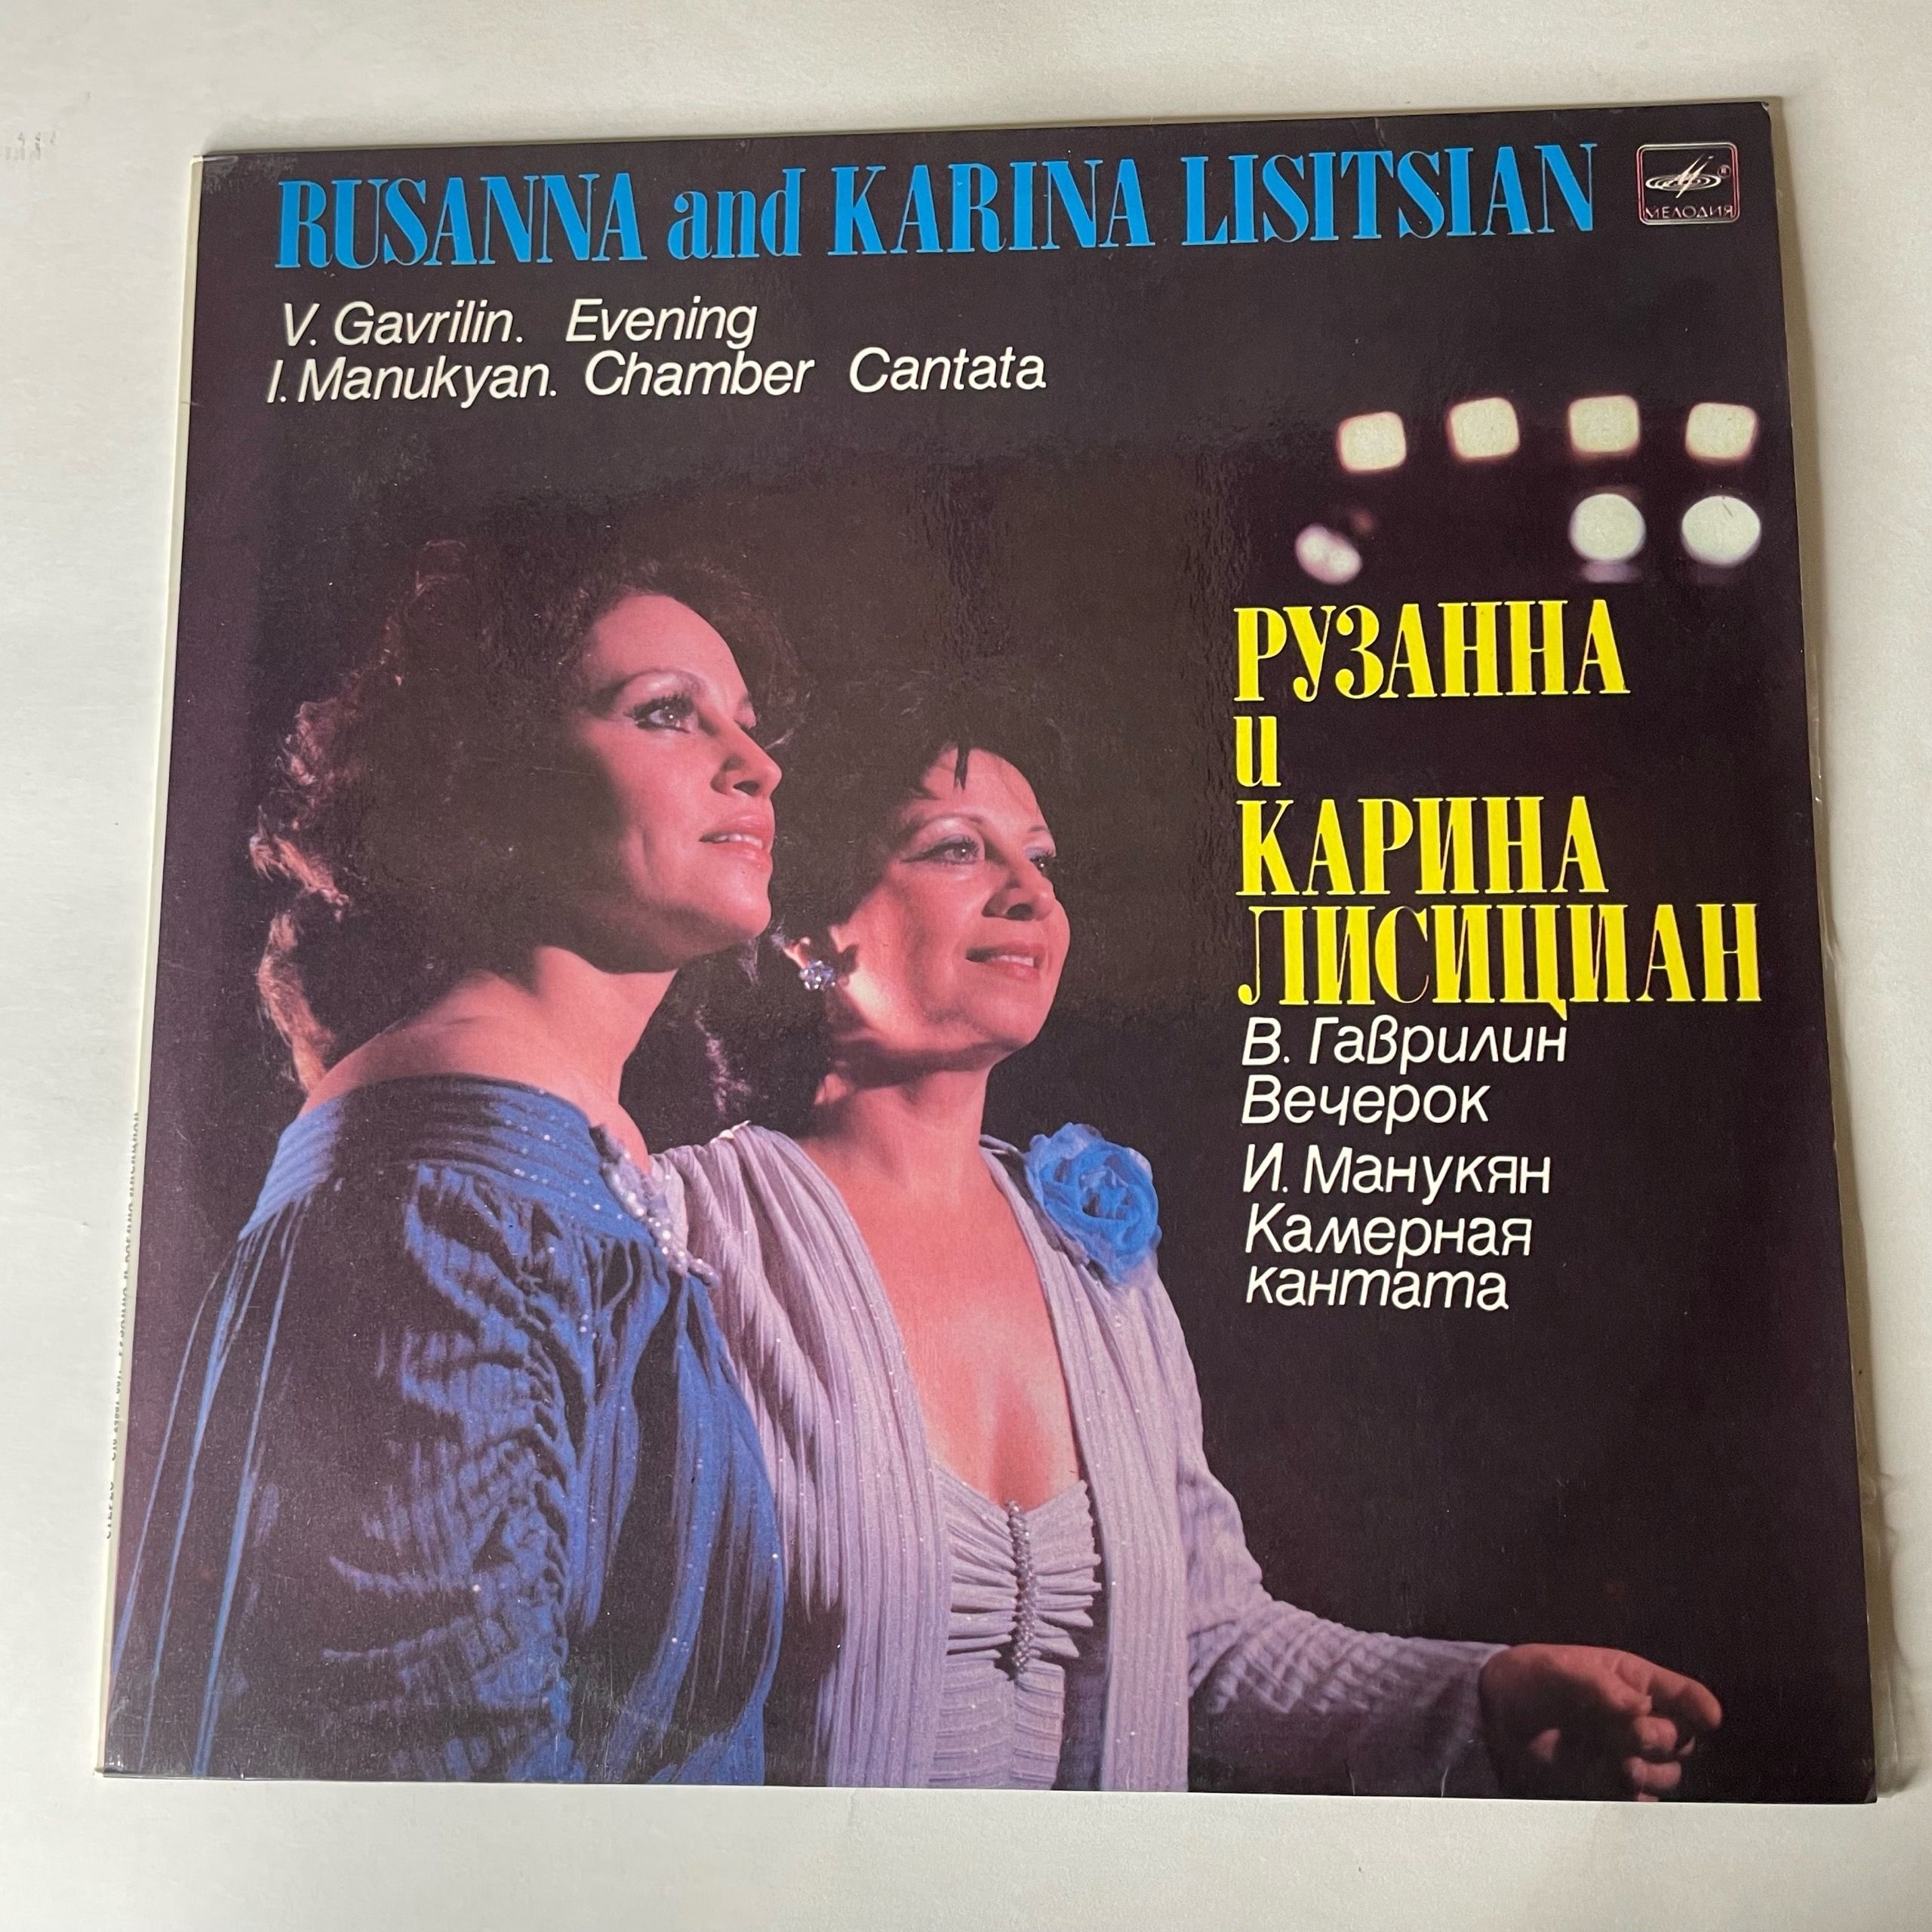 RUSANNA and KARINA LISITSIAN
МЕЛОДИЯ
V. Gavrilin. Evening
I. Manukyan. Chamber Cantata
РУЗАННА
и
КАРИНА
ЛИСИЦИАН
В. Гаврилин
Вечерок
И. Манукян
Камерная
кантата